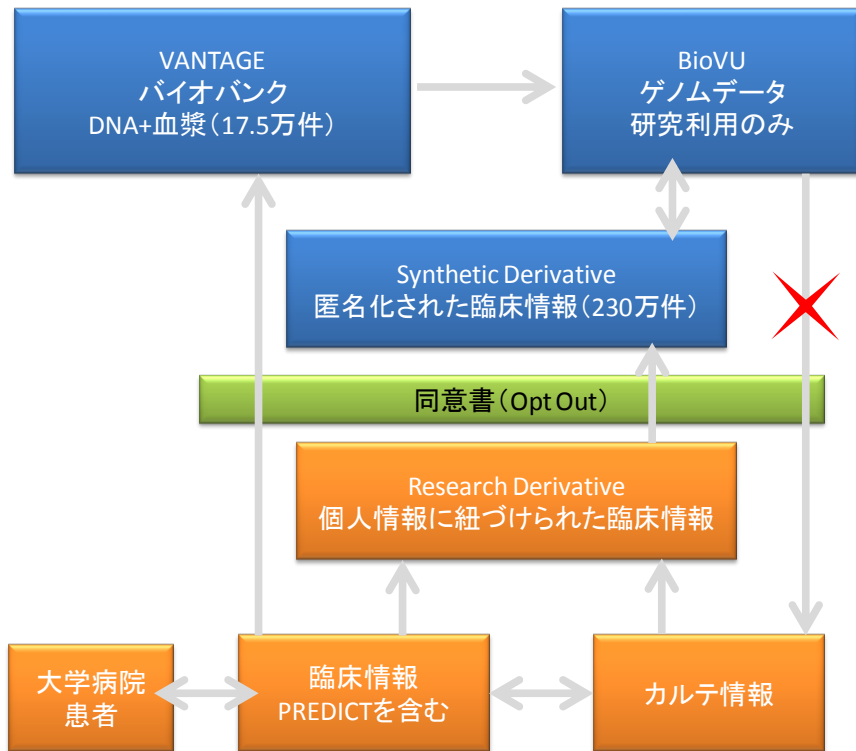 VANTAGE
バイオバンク
DNA+血漿（17.5万件）
BioVU
ゲノムデータ
研究利用のみ
Synthetic Derivative
匿名化された臨床情報（230万件）
同意書（Opt Out）
Research Derivative
個人情報に紐づけられた臨床情報
大学病院
患者
臨床情報
PREDICTを含む
カルテ情報